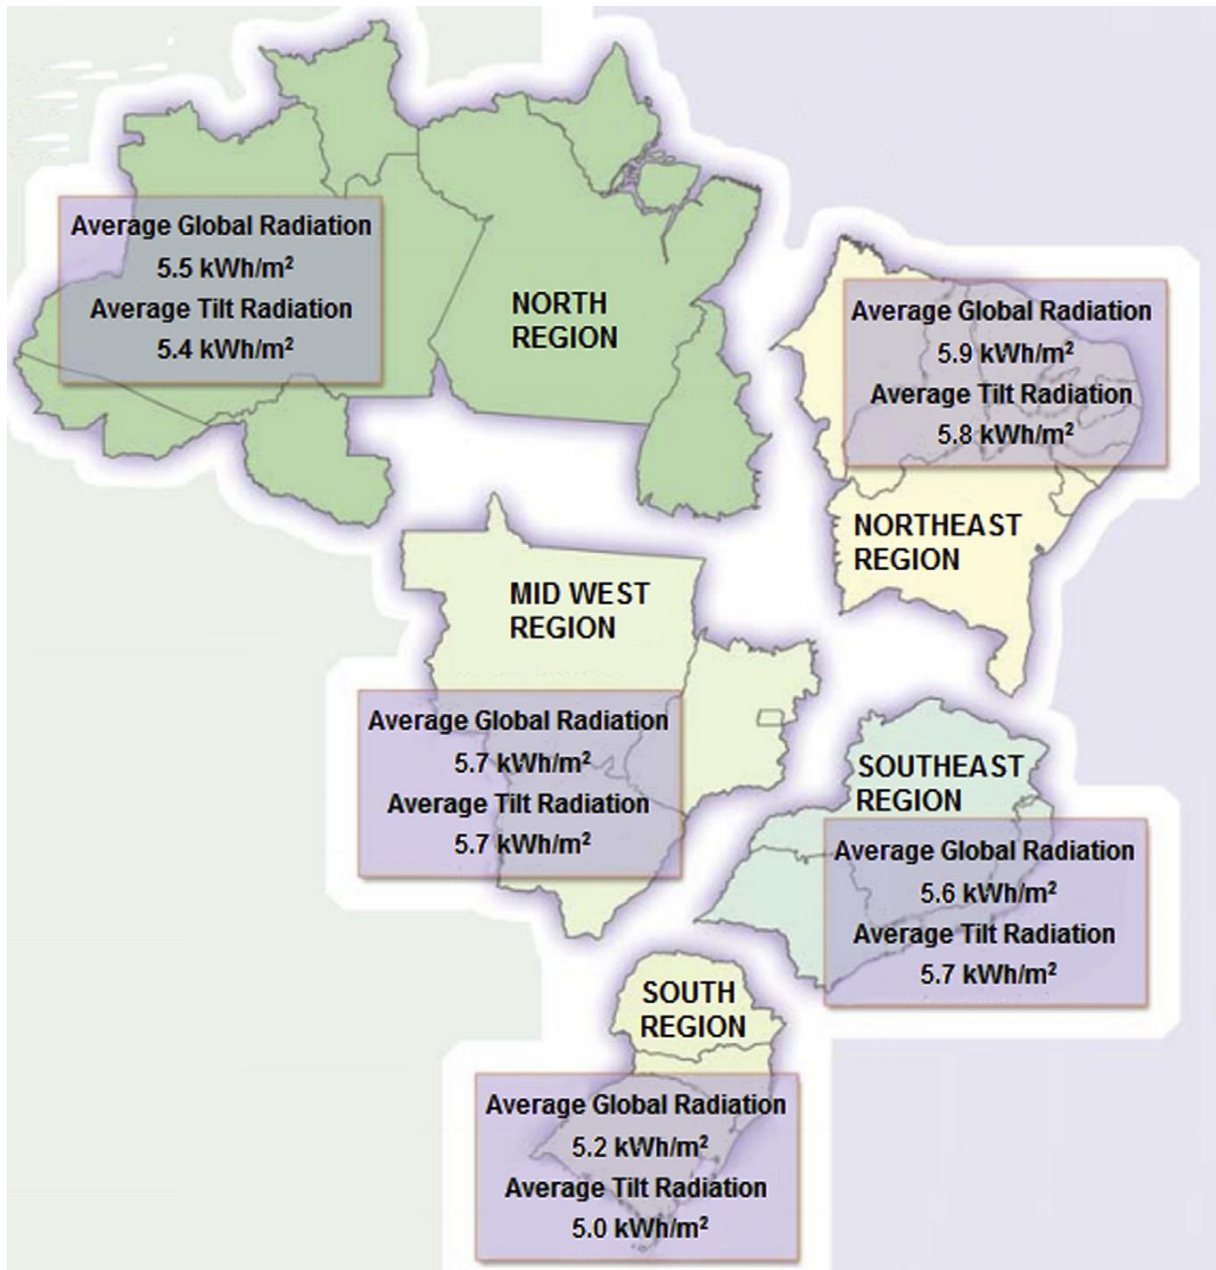 Average Global Radiation
5.5 kWh/m²
Average Tilt Radiation
5.4 kWh/m²
NORTH
REGION
Average Global Radiation
5.9 kWh/m²
Average Tilt Radiation
5.8 kWh/m²
NORTHEAST
REGION
MID WEST
REGION
Average Global Radiation
5.7 kWh/m²
Average Tilt Radiation
5.7 kWh/m²
SOUTHEAST
REGION
Average Global Radiation
5.6 kWh/m²
Average Tilt Radiation
5.7 kWh/m²
SOUTH
REGION
Average Global Radiation
5.2 kWh/m²
Average Tilt Radiation
5.0 kWh/m²